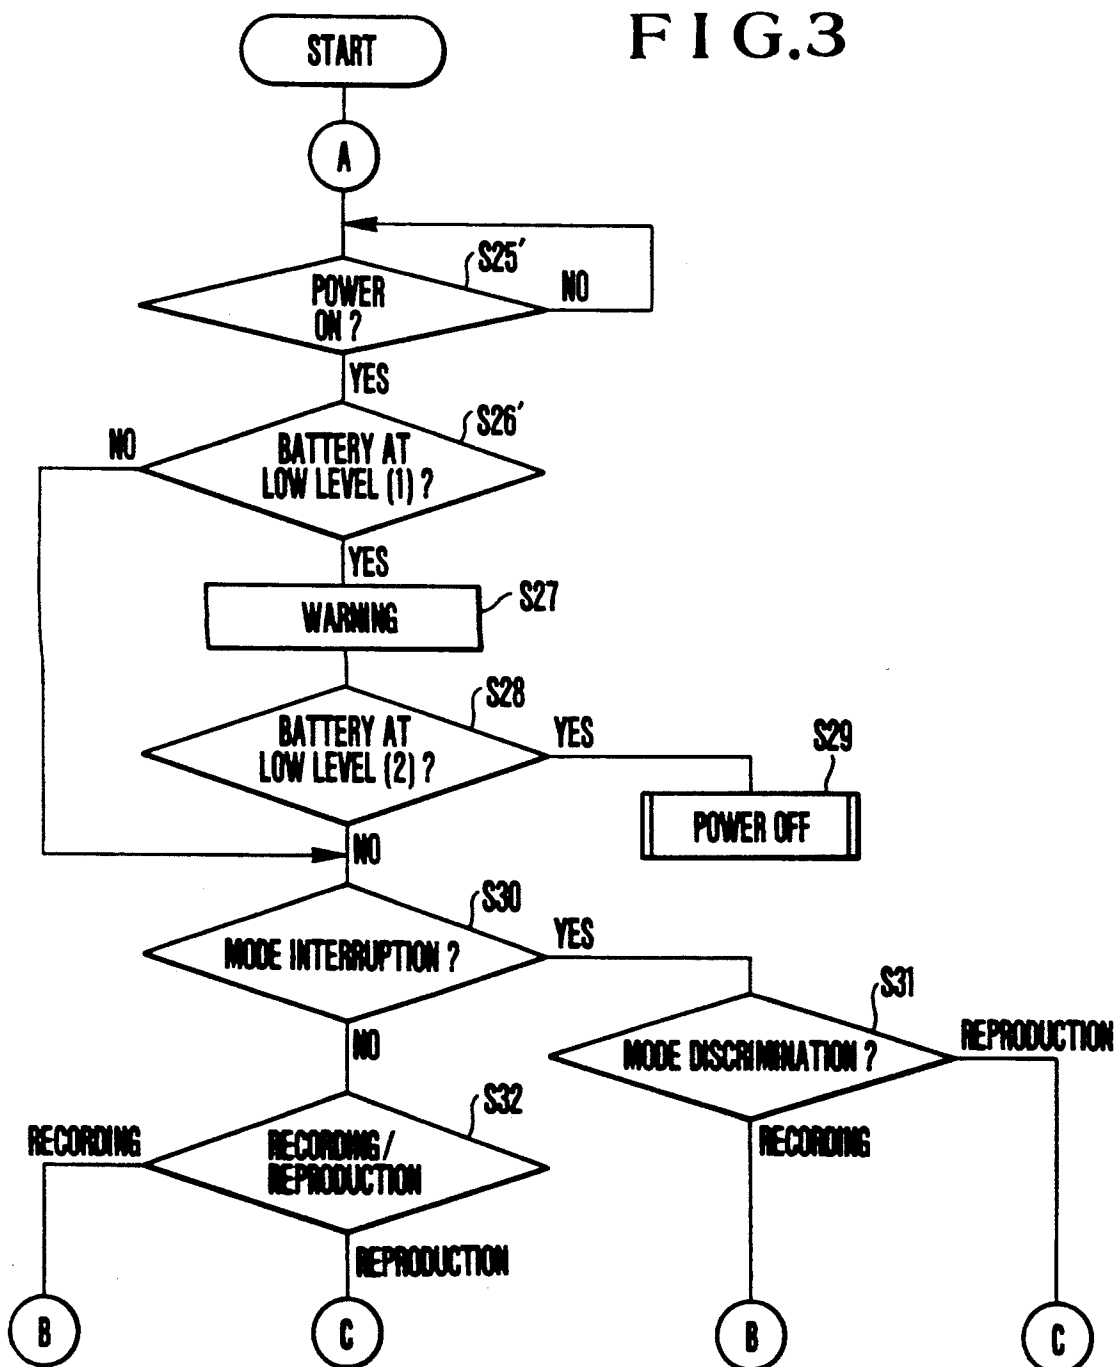 FIG.3
START
A
S25'
POWER
ON ?
NO
YES
S26'
NO
BATTERY AT
LOW LEVEL (1) ?
YES
S27
WARNING
S28
BATTERY AT
LOW LEVEL (2) ?
YES
S29
POWER OFF
NO
S30
MODE INTERRUPTION ?
YES
S31
MODE DISCRIMINATION ?
REPRODUCTION
NO
S32
RECORDING
RECORDING/
REPRODUCTION
RECORDING
REPRODUCTION
B
C
B
C